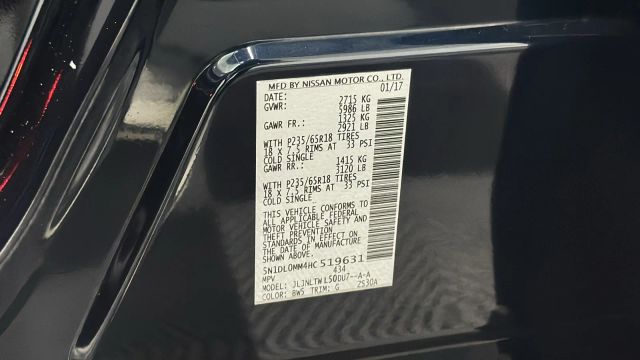 MFD BY NISSAN MOTOR CO., LTD.
DATE: 01/17
GVWR: 2715 KG
5986 LB
GAWR FR.: 1325 KG
2921 LB
WITH P235/65R18 TIRES
18 X 7.5 RIMS AT 33 PSI
COLD SINGLE
GAWR RR.: 1415 KG
3120 LB
WITH P235/65R18 TIRES
18 X 7.5 RIMS AT 33 PSI
COLD SINGLE
THIS VEHICLE CONFORMS TO
ALL APPLICABLE FEDERAL
MOTOR VEHICLE SAFETY AND
THEFT PREVENTION
STANDARDS IN EFFECT ON
THE DATE OF MANUFACTURE
SHOWN ABOVE.
5N1DL0MM4HC 519631
MPV 434
MODEL: JLJNLTWL50DU7--A-A
COLOR: BW5 TRIM: G ZS30A